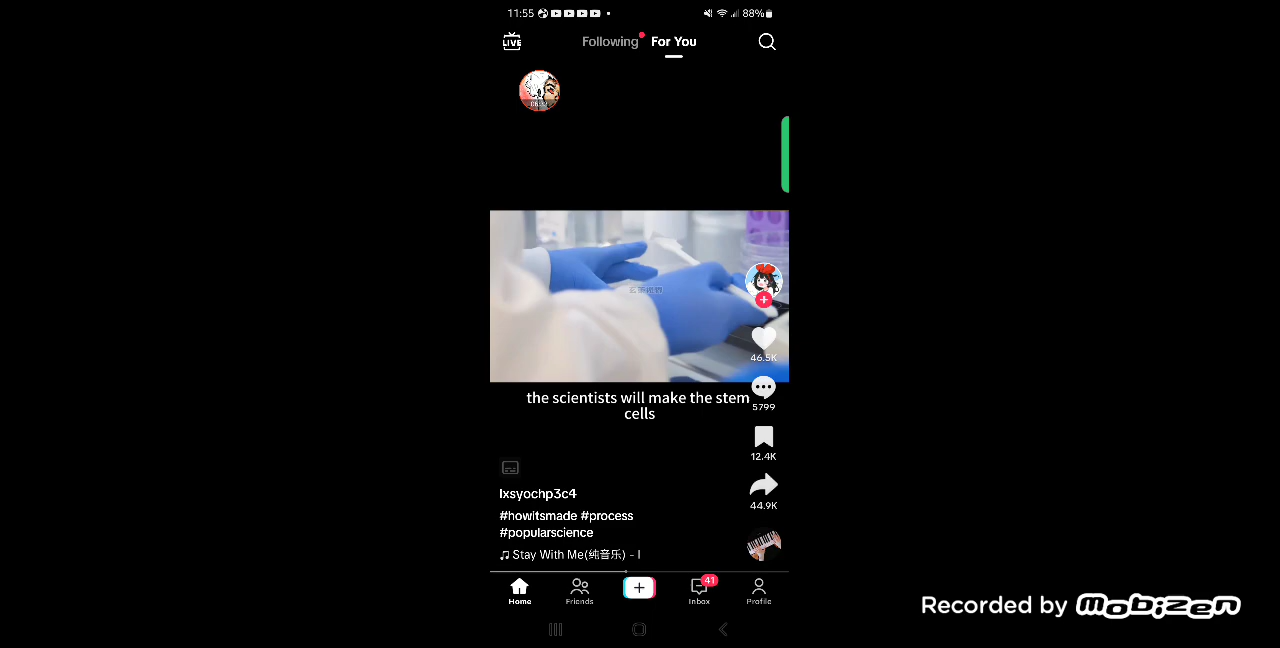 11:55
88%
LIVE
Following
For You
the scientists will make the stem
cells
46.5K
5799
12.4K
44.9K
lxsyochp3c4
#howitsmade #process
#popularscience
Stay With Me(纯音乐) - I
Home
Friends
41
Inbox
Profile
Recorded by mobizen